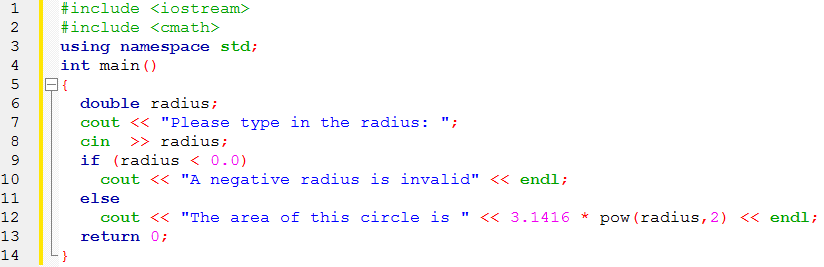 1 #include <iostream>
2 #include <cmath>
3 using namespace std;
4 int main()
5 {
6 double radius;
7 cout << "Please type in the radius: ";
8 cin >> radius;
9 if (radius < 0.0)
10 cout << "A negative radius is invalid" << endl;
11 else
12 cout << "The area of this circle is " << 3.1416 * pow(radius,2) << endl;
13 return 0;
14 }